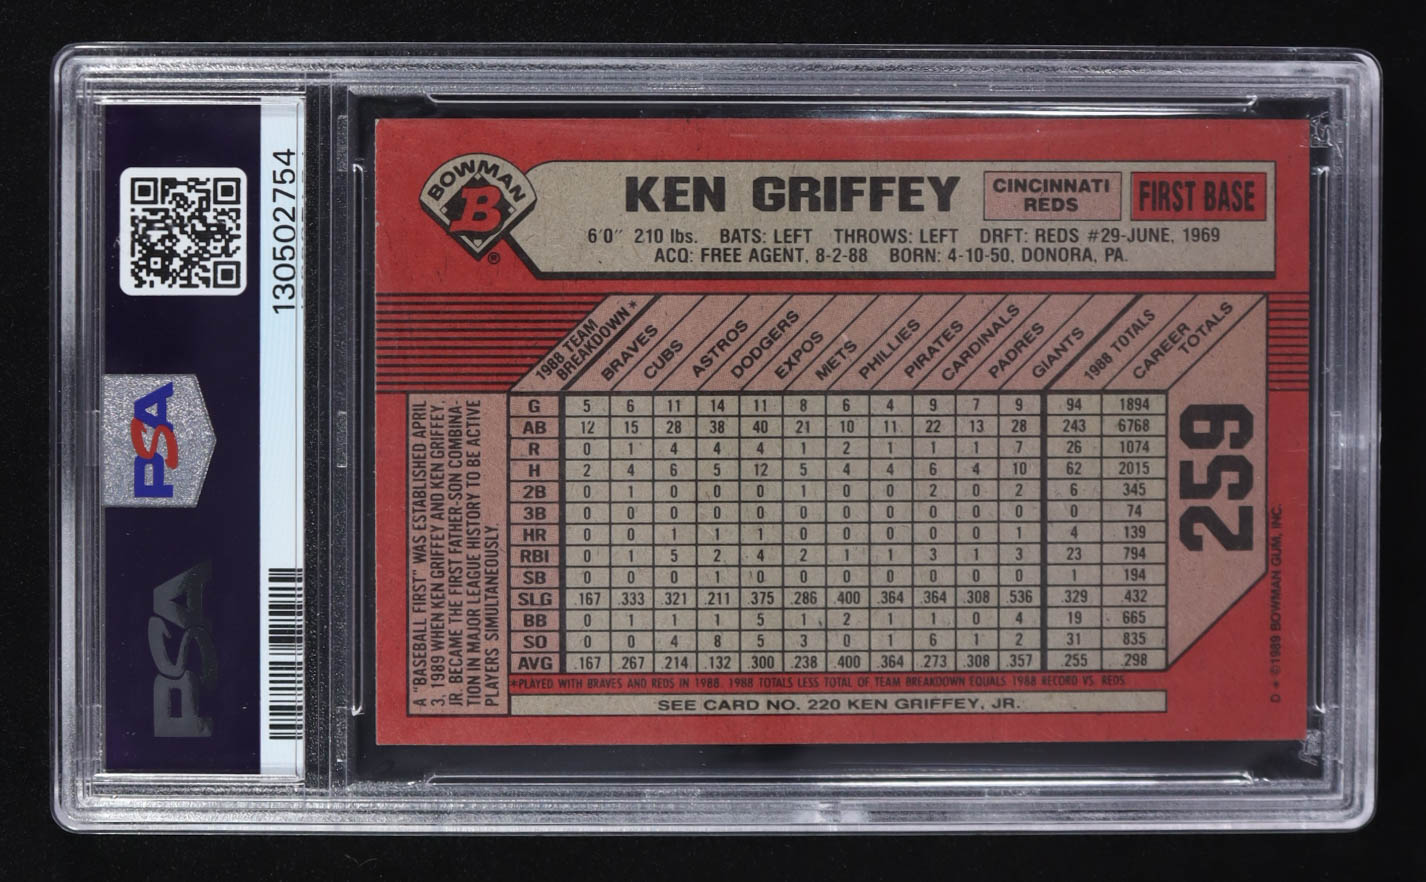 130502754
PSA
PSA
BOWMAN
B
®
KEN GRIFFEY
CINCINNATI
REDS
FIRST BASE
6'0" 210 lbs. BATS: LEFT THROWS: LEFT DRFT: REDS #29-JUNE, 1969
ACQ: FREE AGENT, 8-2-88 BORN: 4-10-50, DONORA, PA.
1988 TEAM BREAKDOWN* BRAVES CUBS ASTROS DODGERS EXPOS METS PHILLIES PIRATES CARDINALS PADRES GIANTS 1988 TOTALS CAREER TOTALS
G 5 6 11 14 11 8 6 4 9 7 9 94 1894
AB 12 15 28 38 40 21 10 11 22 13 28 243 6768
R 0 1 4 4 4 1 2 1 1 1 7 26 1074
H 2 4 6 5 12 5 4 4 6 4 10 62 2015
2B 0 1 0 0 0 1 0 0 2 0 2 6 345
3B 0 0 0 0 0 0 0 0 0 0 0 0 74
HR 0 0 1 1 1 0 0 0 0 0 1 4 139
RBI 0 1 5 2 4 2 1 1 3 1 3 23 794
SB 0 0 0 1 0 0 0 0 0 0 0 1 194
SLG .167 .333 .321 .211 .375 .286 .400 .364 .364 .308 .536 .329 .432
BB 0 1 1 1 5 1 2 1 1 0 4 19 665
SO 0 0 4 8 5 3 0 1 6 1 2 31 835
AVG .167 .267 .214 .132 .300 .238 .400 .364 .273 .308 .357 .255 .298
*PLAYED WITH BRAVES AND REDS IN 1988. 1988 TOTALS LESS TOTAL OF TEAM BREAKDOWN EQUALS 1988 RECORD VS. REDS.
SEE CARD NO. 220 KEN GRIFFEY, JR.
A "BASEBALL FIRST" WAS ESTABLISHED APRIL
3, 1989 WHEN KEN GRIFFEY AND KEN GRIFFEY,
JR. BECAME THE FIRST FATHER-SON COMBINA-
TION IN MAJOR LEAGUE HISTORY TO BE ACTIVE
PLAYERS SIMULTANEOUSLY.
259
D * ©1989 BOWMAN GUM, INC.